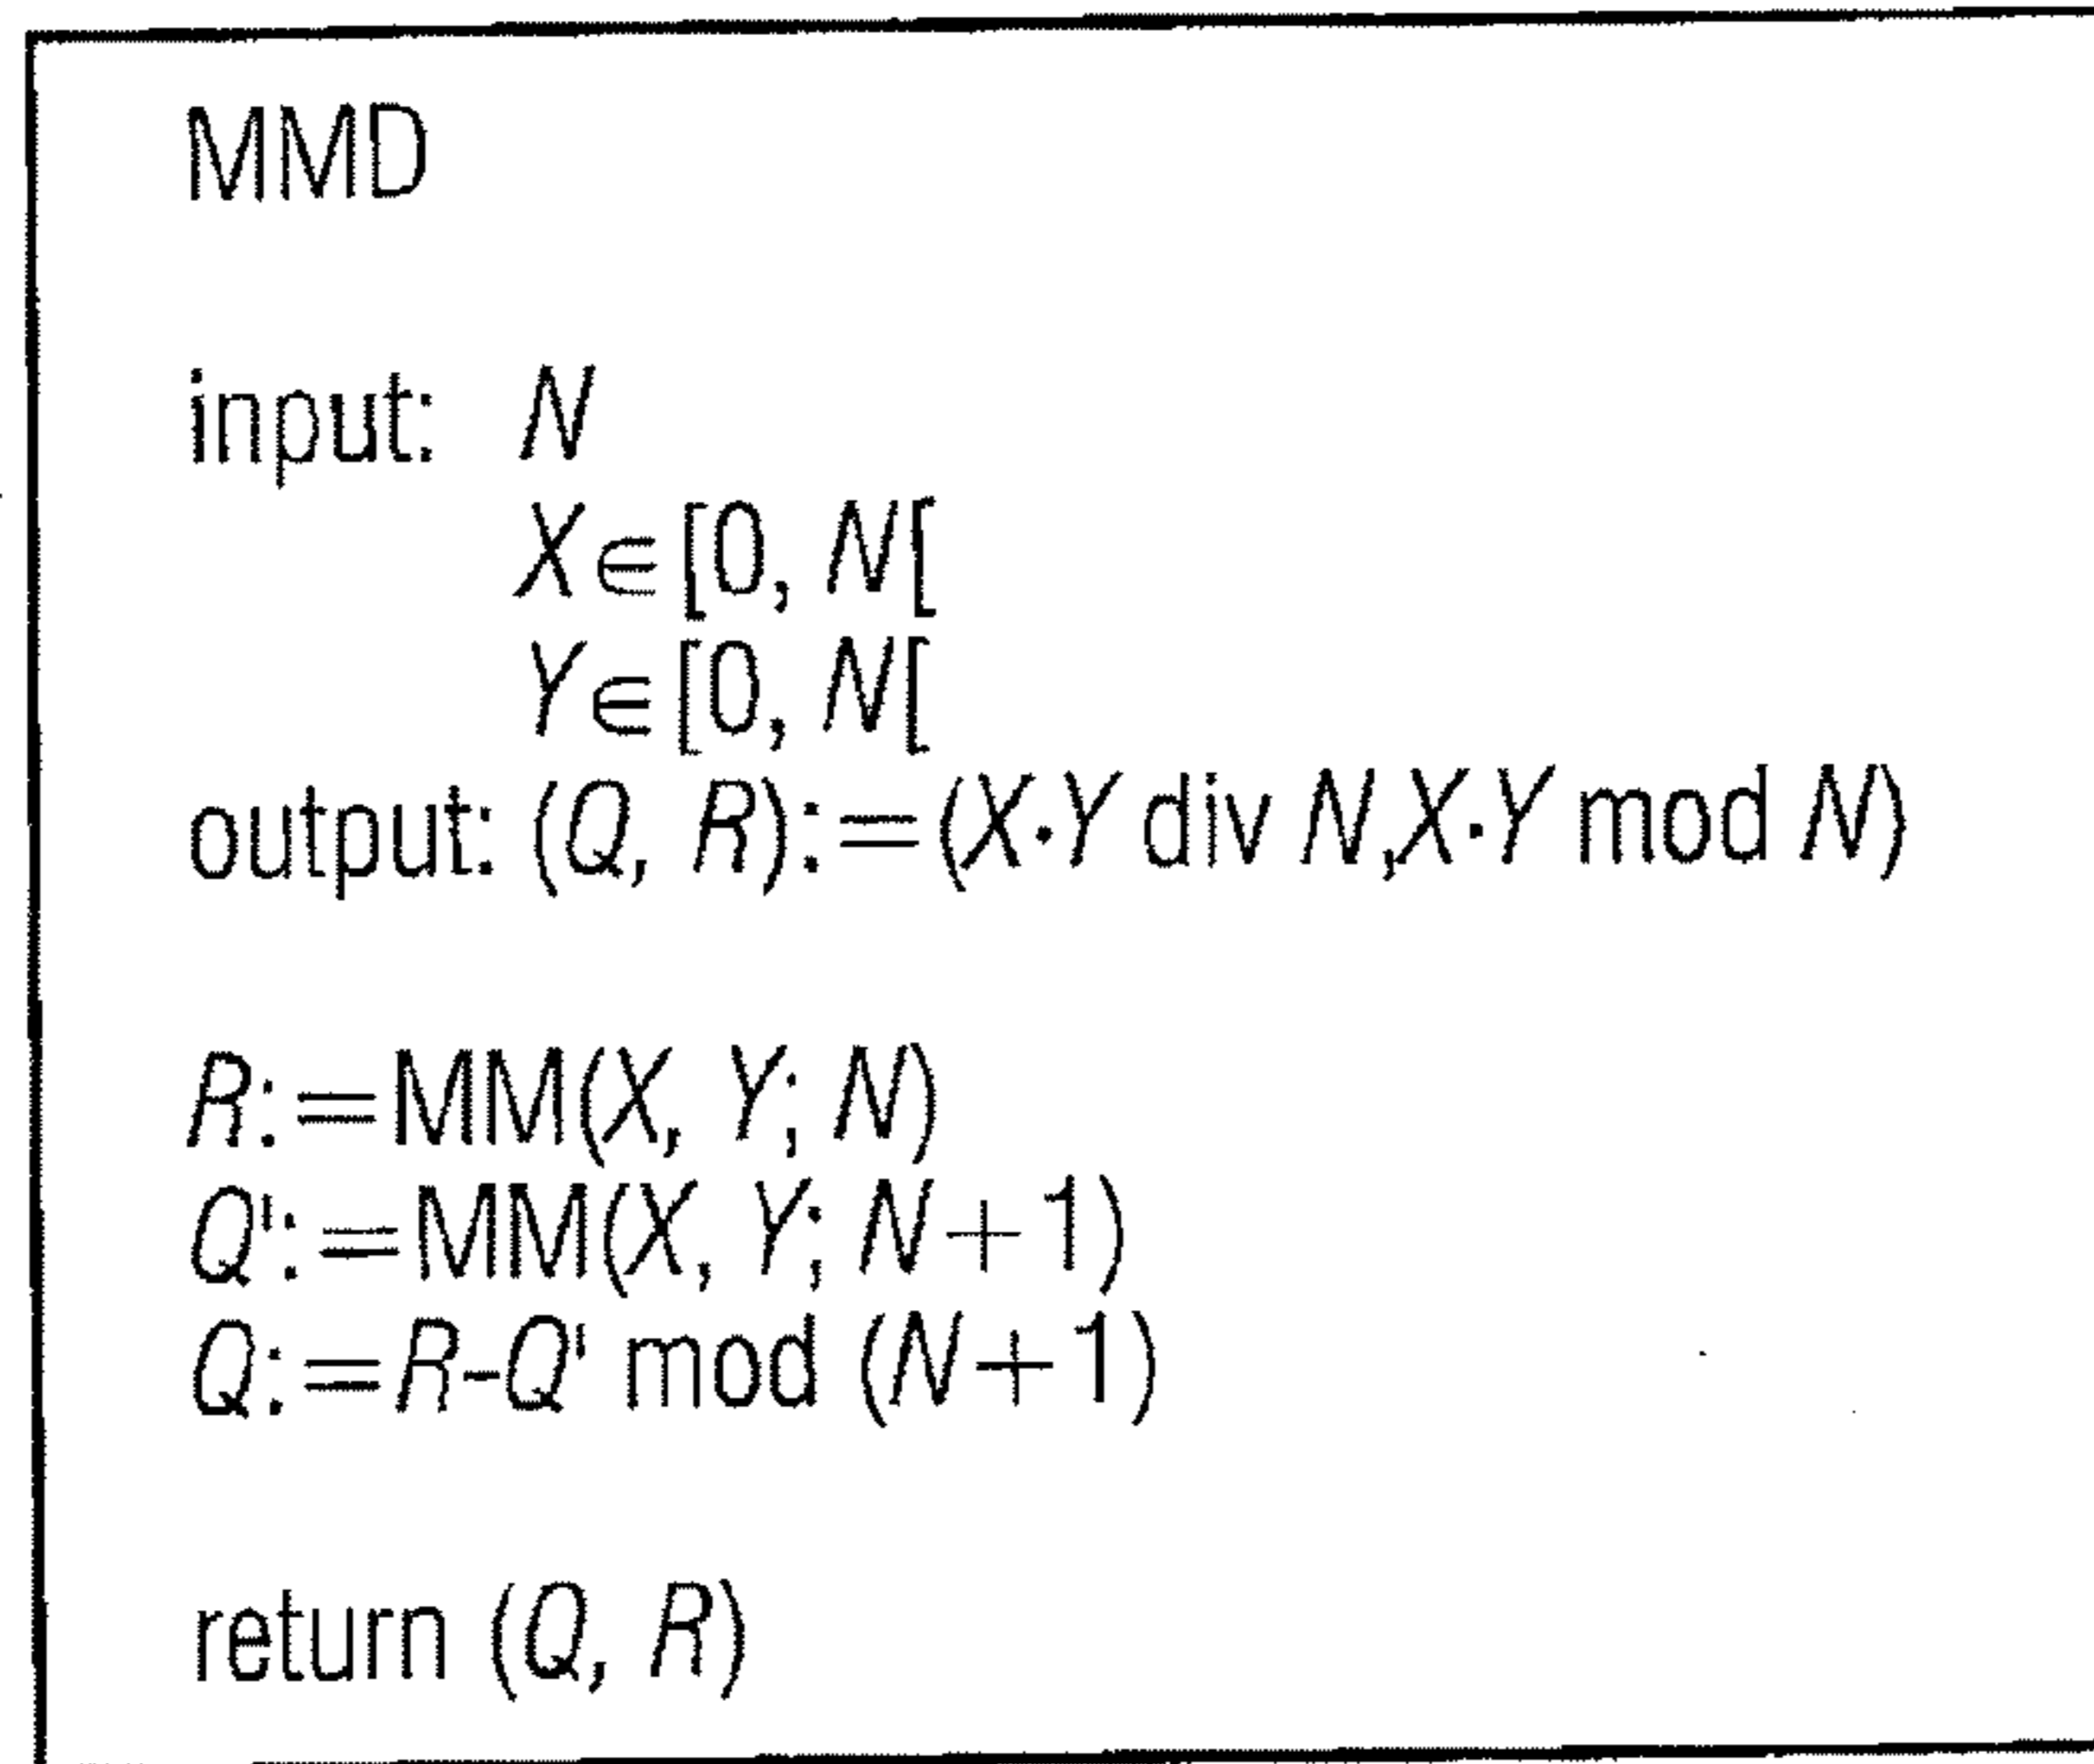 MMD
input: N
X∈[0, N[
Y∈[0, N[
output: (Q, R):=(X·Y div N,X·Y mod N)
R:=MM(X, Y; N)
Q':=MM(X, Y; N+1)
Q:=R-Q' mod (N+1)
return (Q, R)